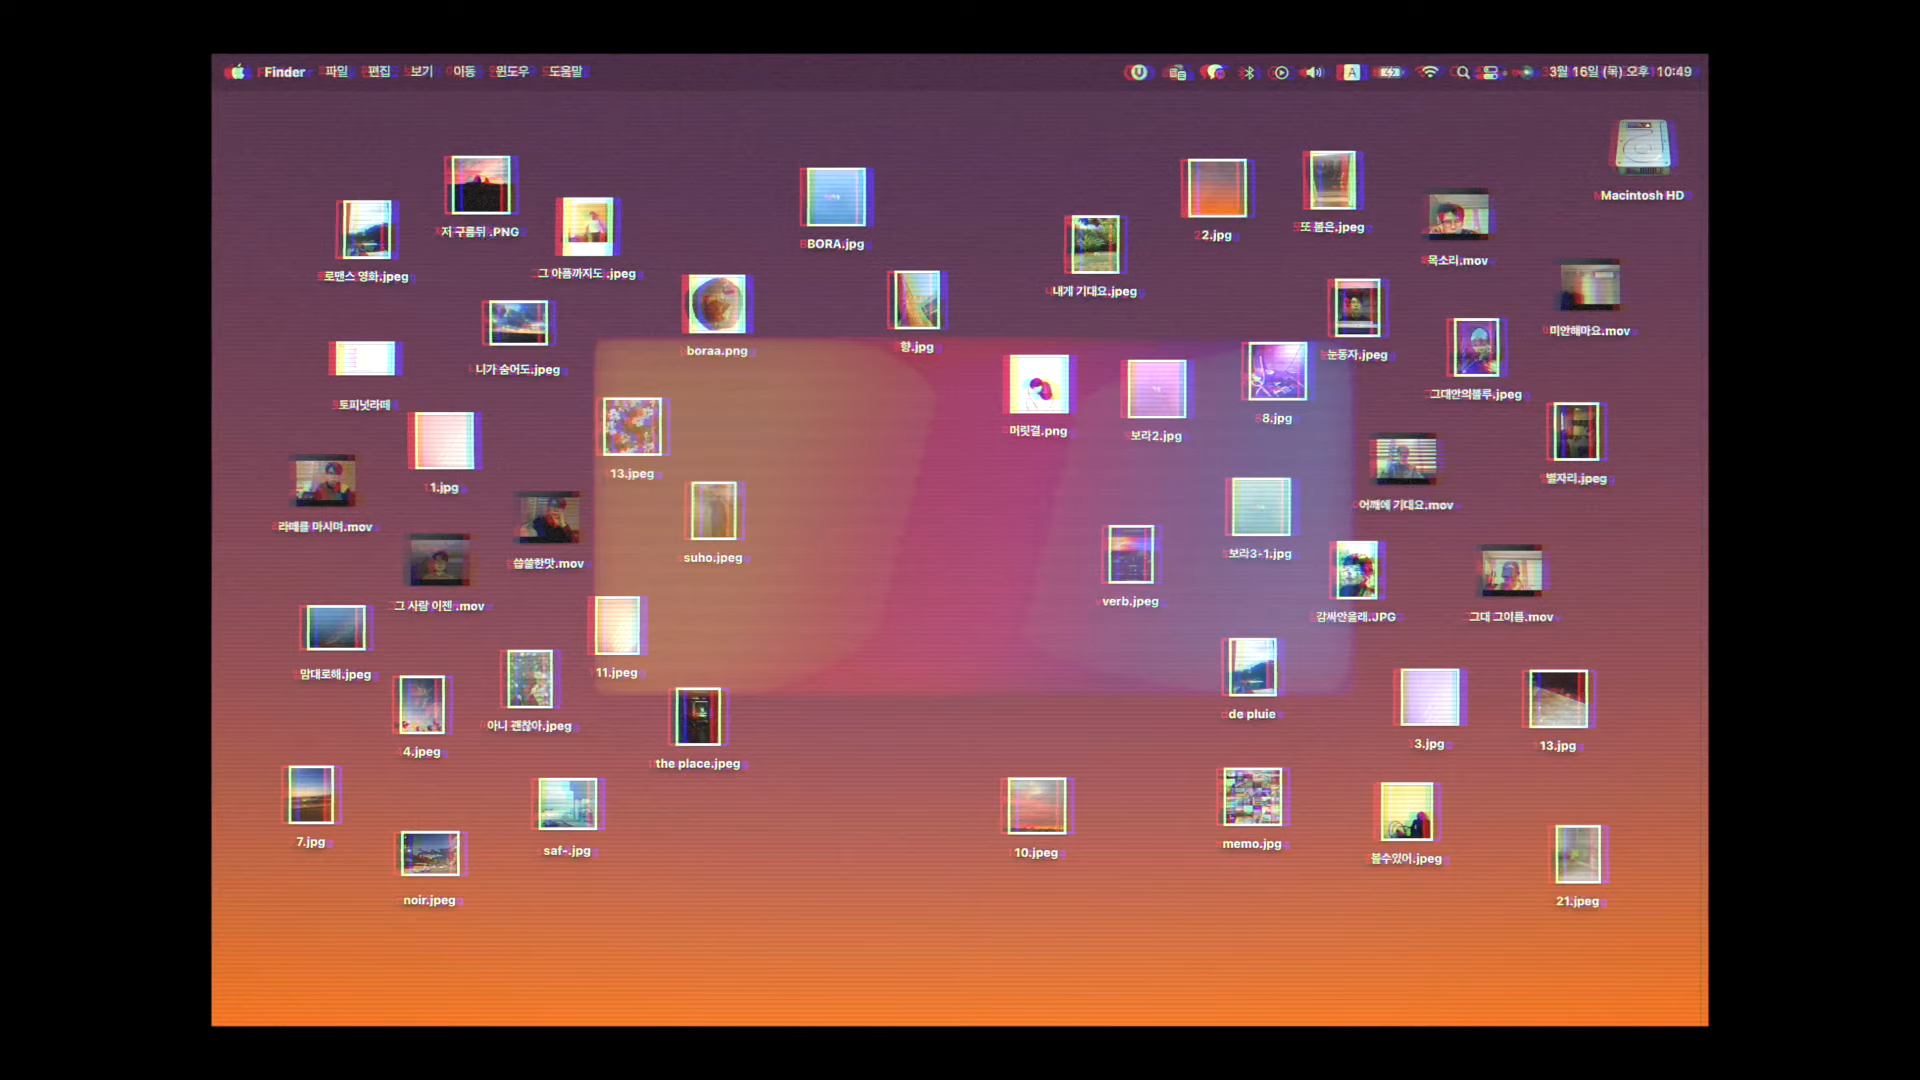 Finder 파일 편집 보기 이동 윈도우 도움말
A
3월 16일 (목) 오후 10:49
Macintosh HD
저 구름뒤 .PNG
로맨스 영화.jpeg
그 아픔까지도 .jpeg
BORA.jpg
2.jpg
또 봄은.jpeg
목소리.mov
내게 기대요.jpeg
미안해마요.mov
boraa.png
향.jpg
눈동자.jpeg
니가 숨어도.jpeg
그대안의블루.jpeg
토피넛라떼
머릿결.png
보라2.jpg
8.jpg
13.jpeg
1.jpg
별자리.jpeg
어깨에 기대요.mov
라떼를 마시며.mov
씁쓸한맛.mov
suho.jpeg
보라3-1.jpg
그 사람 이젠 .mov
verb.jpeg
감싸안을래.JPG
그대 그이름.mov
맘대로해.jpeg
11.jpeg
de pluie
아니 괜찮아.jpeg
4.jpeg
the place.jpeg
3.jpg
13.jpg
7.jpg
saf-.jpg
10.jpeg
memo.jpg
볼수있어.jpeg
noir.jpeg
21.jpeg